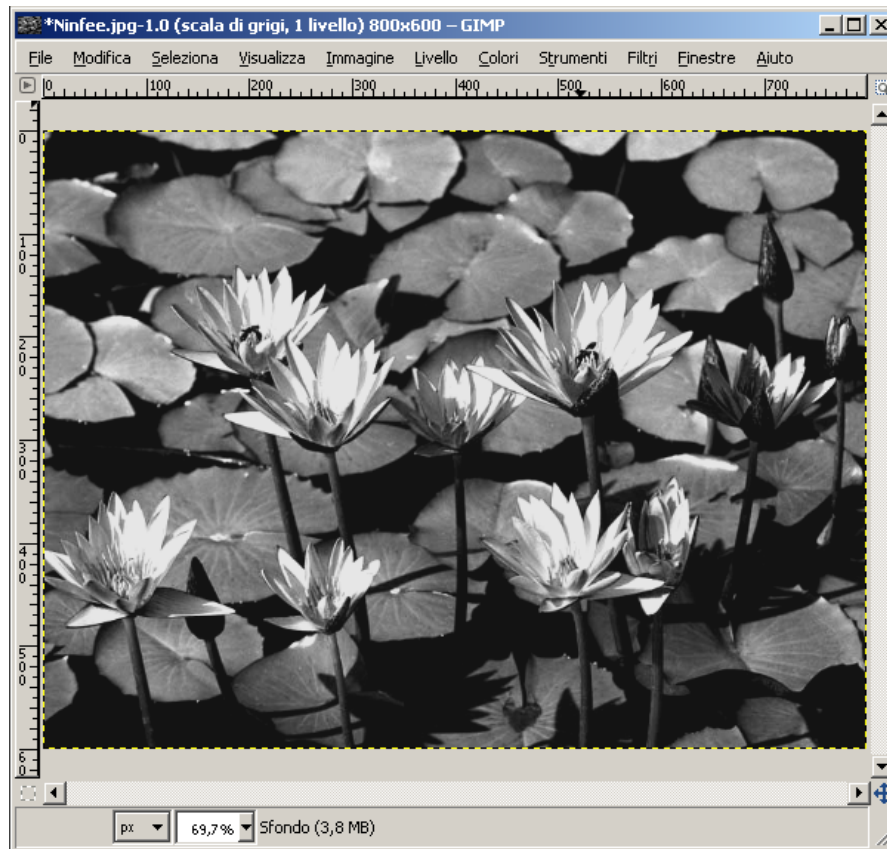 *Ninfee.jpg-1.0 (scala di grigi, 1 livello) 800x600 – GIMP
File Modifica Seleziona Visualizza Immagine Livello Colori Strumenti Filtri Finestre Aiuto
0 100 200 300 400 500 600 700
0
100
200
300
400
500
60
px 69,7% Sfondo (3,8 MB)